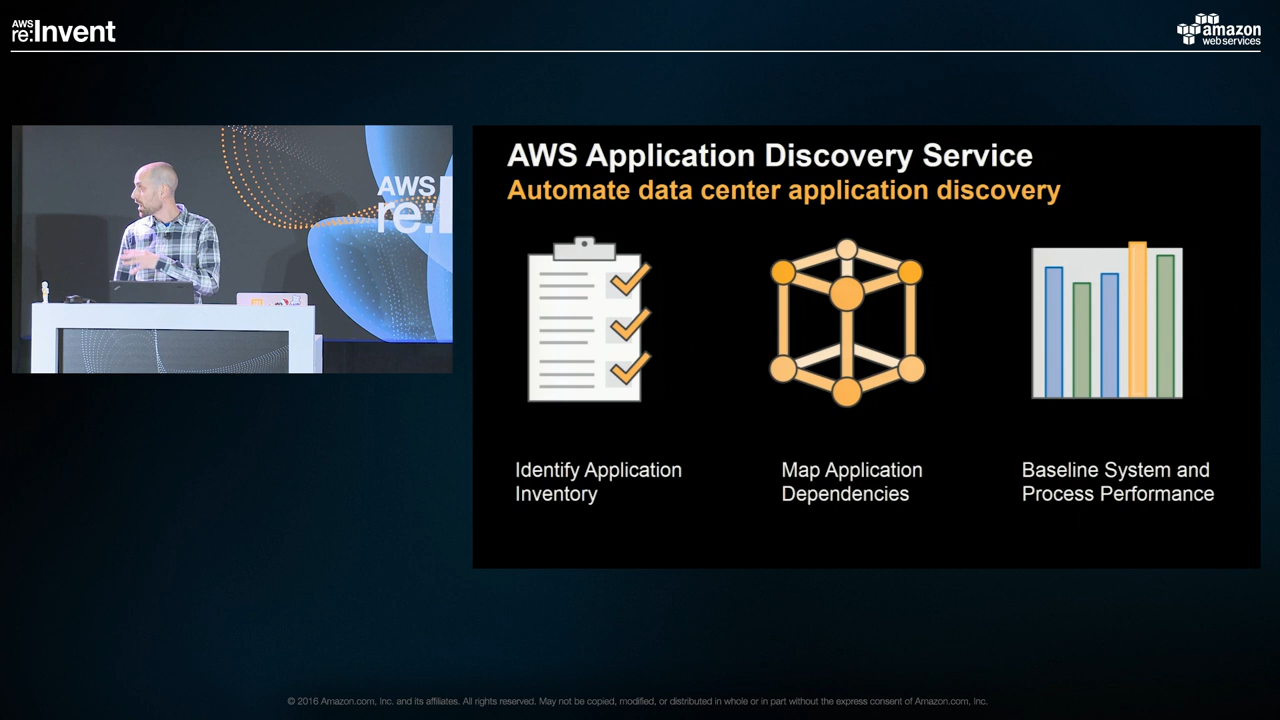 AWS
re:Invent
amazon
web services
AWS
re:
AWS Application Discovery Service
Automate data center application discovery
Identify Application
Inventory
Map Application
Dependencies
Baseline System and
Process Performance
© 2016 Amazon.com, Inc. and its affiliates. All rights reserved. May not be copied, modified, or distributed in whole or in part without the express consent of Amazon.com, Inc.